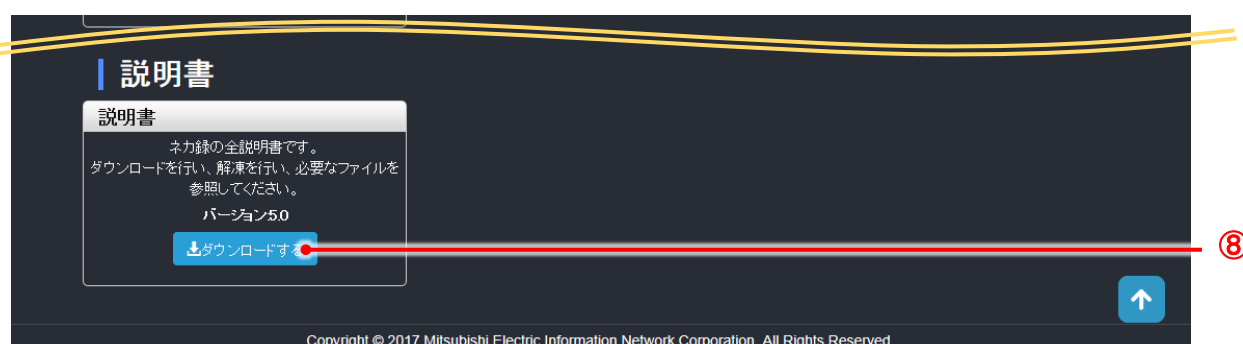 説明書
説明書
ネカ録の全説明書です。
ダウンロードを行い、解凍を行い、必要なファイルを
参照してください。
バージョン5.0
ダウンロードする
⑧
Copyright © 2017 Mitsubishi Electric Information Network Corporation. All Rights Reserved